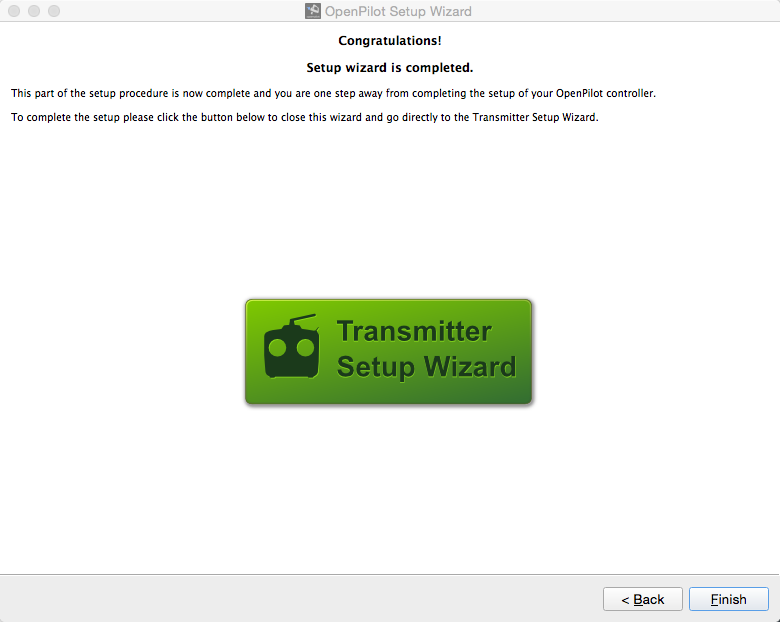 OpenPilot Setup Wizard
Congratulations!
Setup wizard is completed.
This part of the setup procedure is now complete and you are one step away from completing the setup of your OpenPilot controller.
To complete the setup please click the button below to close this wizard and go directly to the Transmitter Setup Wizard.
Transmitter
Setup Wizard
< Back
Finish